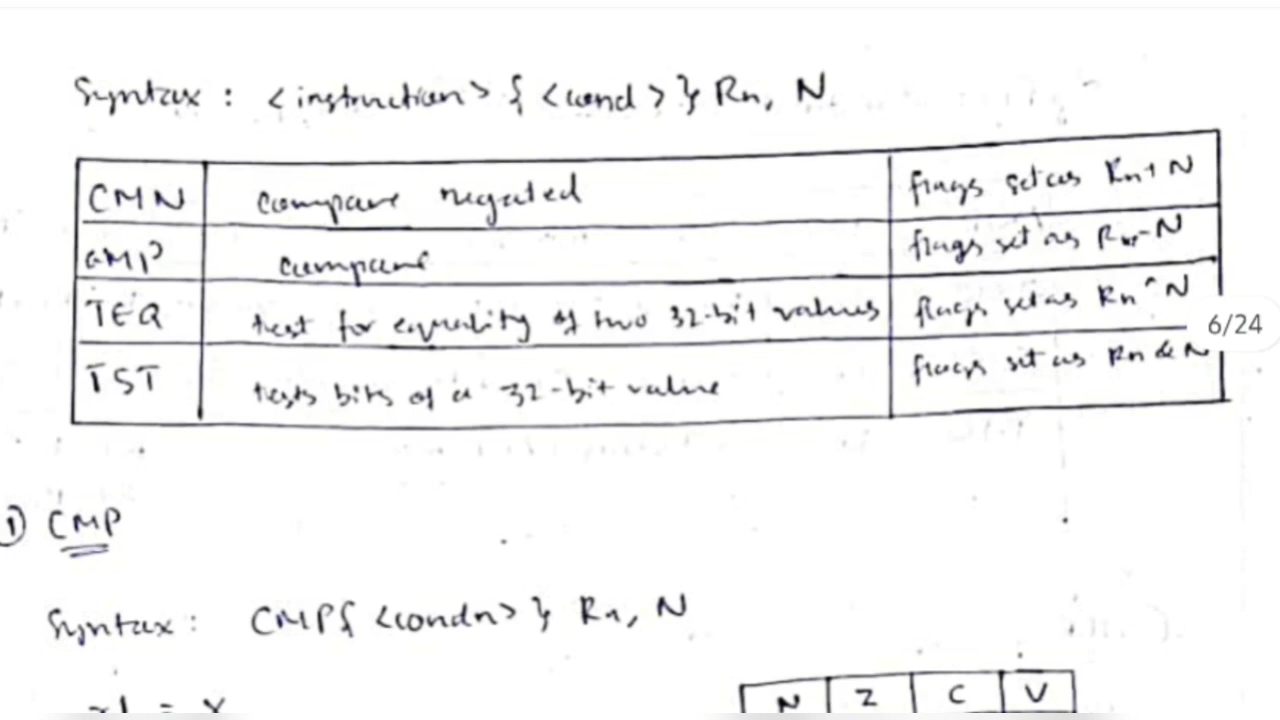 Syntax : <instruction> { <cond> } Rn, N
CMN compare negated flags set as Rn + N
CMP compare flags set as Rn - N
TEQ test for equality of two 32-bit values flags set as Rn ^ N
6/24
TST tests bits of a 32-bit value flags set as Rn & N
① CMP
Syntax : CMP{ <condn> } Rn, N
N Z C V